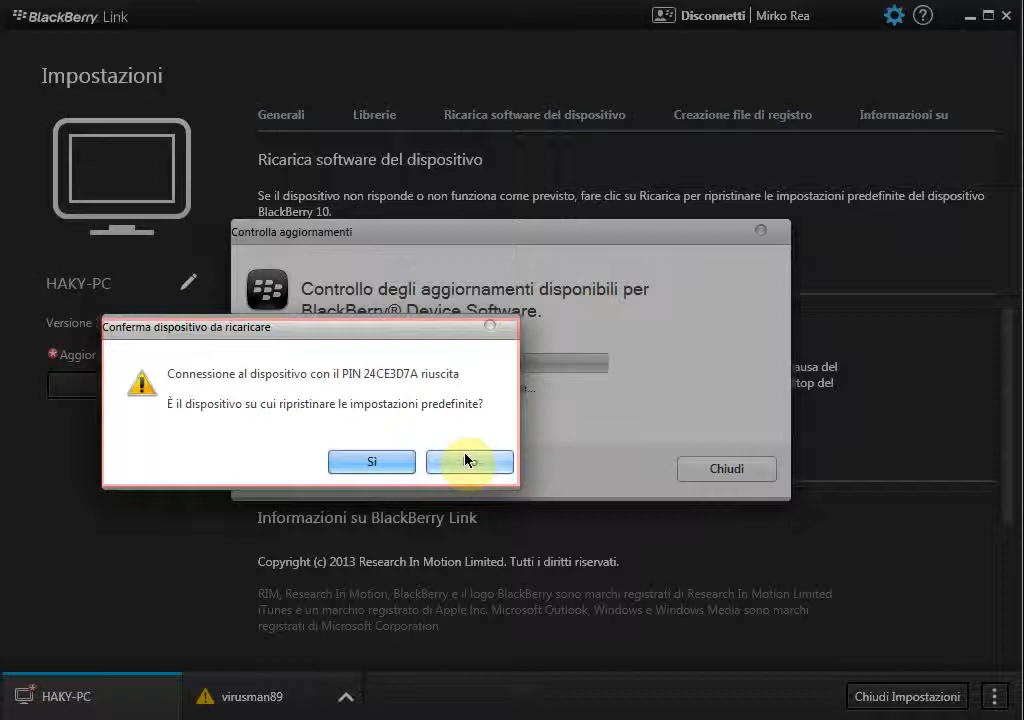 BlackBerry Link
Disconnetti | Mirko Rea
Impostazioni
Generali Librerie Ricarica software del dispositivo Creazione file di registro Informazioni su
Ricarica software del dispositivo
Se il dispositivo non risponde o non funziona come previsto, fare clic su Ricarica per ripristinare le impostazioni predefinite del dispositivo
BlackBerry 10.
Controlla aggiornamenti
HAKY-PC
Controllo degli aggiornamenti disponibili per
BlackBerry® Device Software.
Versione
Conferma dispositivo da ricaricare
Aggior
ausa del
top del
Connessione al dispositivo con il PIN 24CE3D7A riuscita
È il dispositivo su cui ripristinare le impostazioni predefinite?
Sì
Chiudi
Informazioni su BlackBerry Link
Copyright (c) 2013 Research In Motion Limited. Tutti i diritti riservati.
RIM, Research In Motion, BlackBerry e il logo BlackBerry sono marchi registrati di Research In Motion Limited
iTunes è un marchio registrato di Apple Inc. Microsoft Outlook, Windows e Windows Media sono marchi
registrati di Microsoft Corporation.
HAKY-PC
virusman89
Chiudi Impostazioni